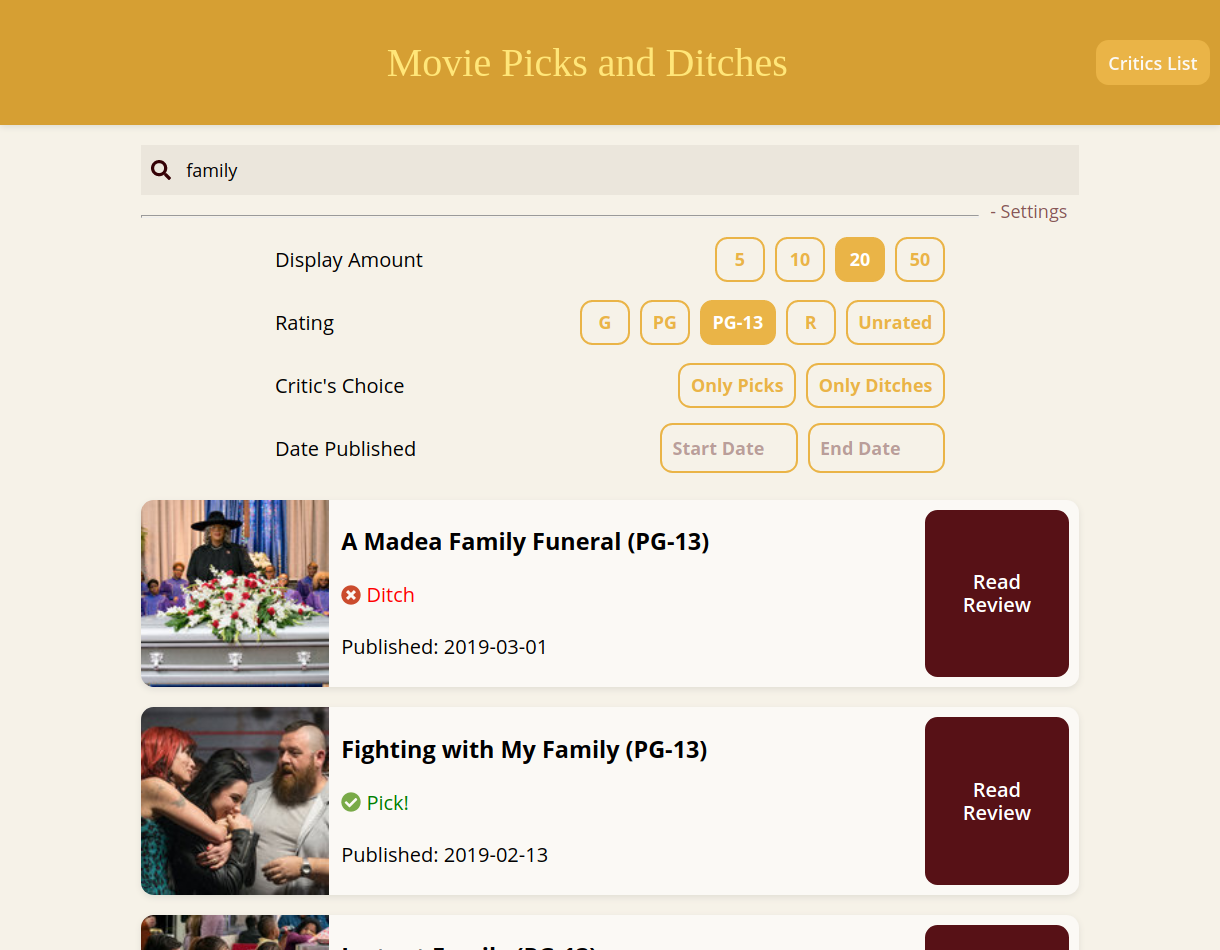 Movie Picks and Ditches
Critics List
family
- Settings
Display Amount
5
10
20
50
Rating
G
PG
PG-13
R
Unrated
Critic's Choice
Only Picks
Only Ditches
Date Published
Start Date
End Date
A Madea Family Funeral (PG-13)
Ditch
Published: 2019-03-01
Read
Review
Fighting with My Family (PG-13)
Pick!
Published: 2019-02-13
Read
Review